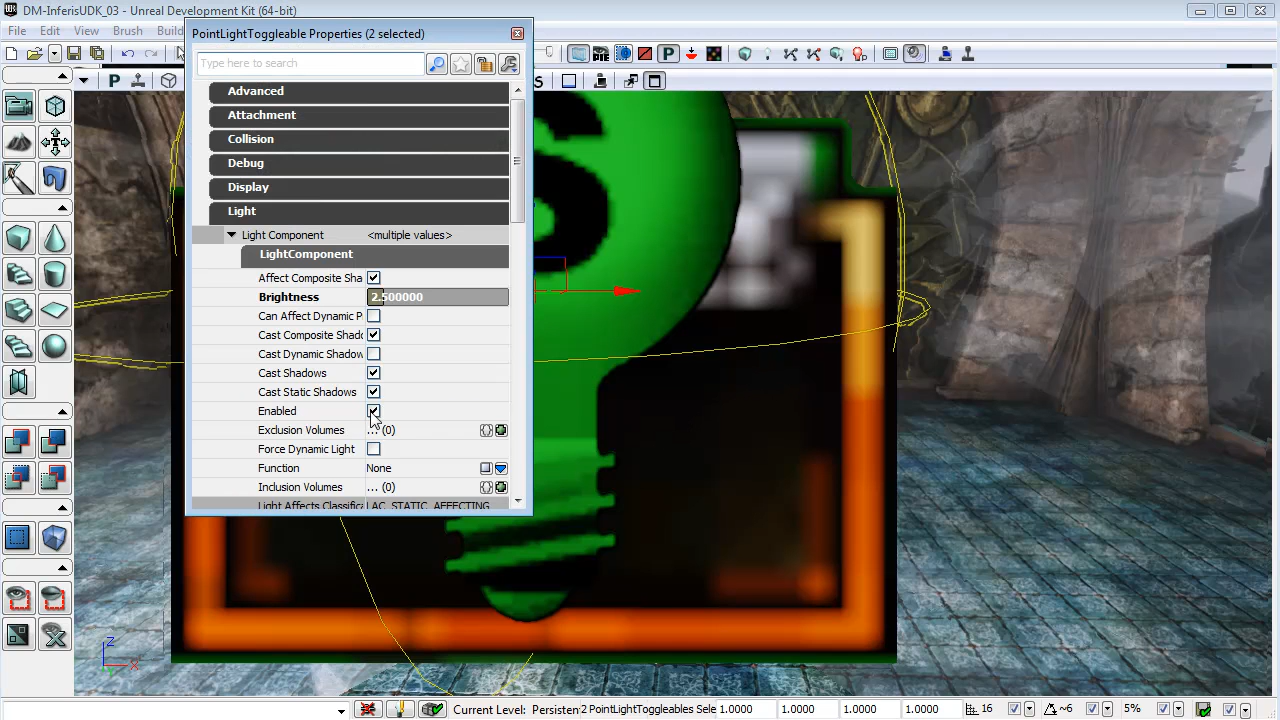 DM-InferisUDK_03 - Unreal Development Kit (64-bit)
File Edit View Brush Build
PointLightToggleable Properties (2 selected)
Type here to search
Advanced
Attachment
Collision
Debug
Display
Light
Light Component <multiple values>
LightComponent
Affect Composite Sha
Brightness 2.500000
Can Affect Dynamic P
Cast Composite Shado
Cast Dynamic Shadow
Cast Shadows
Cast Static Shadows
Enabled
Exclusion Volumes ... (0)
Force Dynamic Light
Function None
Inclusion Volumes ... (0)
Light Affects Classifica LAC_STATIC_AFFECTING
P
P
S
S
Z
X
Current Level: Persisten 2 PointLightToggleables Sele 1.0000 1.0000 1.0000 1.0000 16 ~6 5%